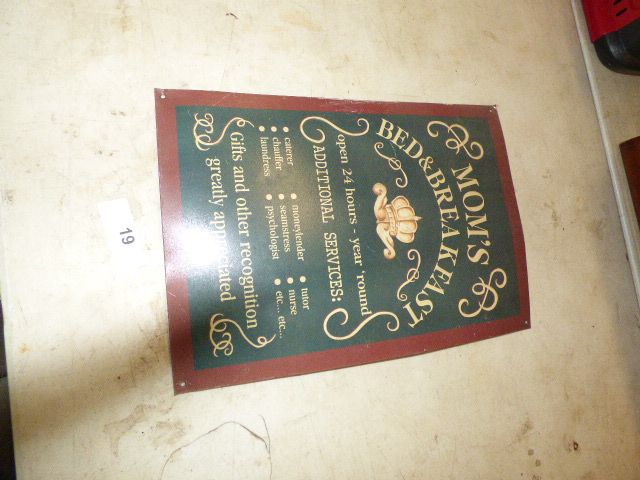 MOM'S
BED & BREAKFAST
open 24 hours - year 'round
ADDITIONAL SERVICES:
• caterer • moneylender • tutor
• chauffer • seamstress • nurse
• laundress • psychologist • etc... etc...
Gifts and other recognition
greatly appreciated
19